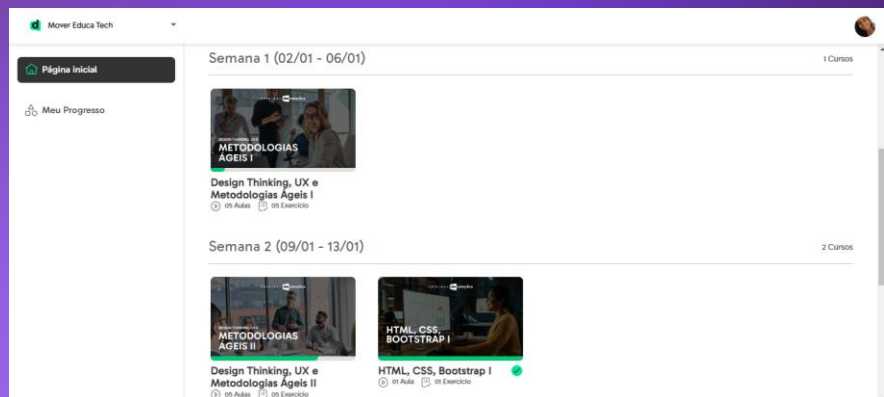 Mover Educa Tech
Página inicial
Meu Progresso
Semana 1 (02/01 - 06/01)
1 Cursos
METODOLOGIAS
ÁGEIS I
Design Thinking, UX e
Metodologias Ágeis I
05 Aulas 05 Exercício
Semana 2 (09/01 - 13/01)
2 Cursos
METODOLOGIAS
ÁGEIS II
Design Thinking, UX e
Metodologias Ágeis II
05 Aulas 05 Exercício
HTML, CSS,
BOOTSTRAP I
HTML, CSS, Bootstrap I
01 Aula 01 Exercício